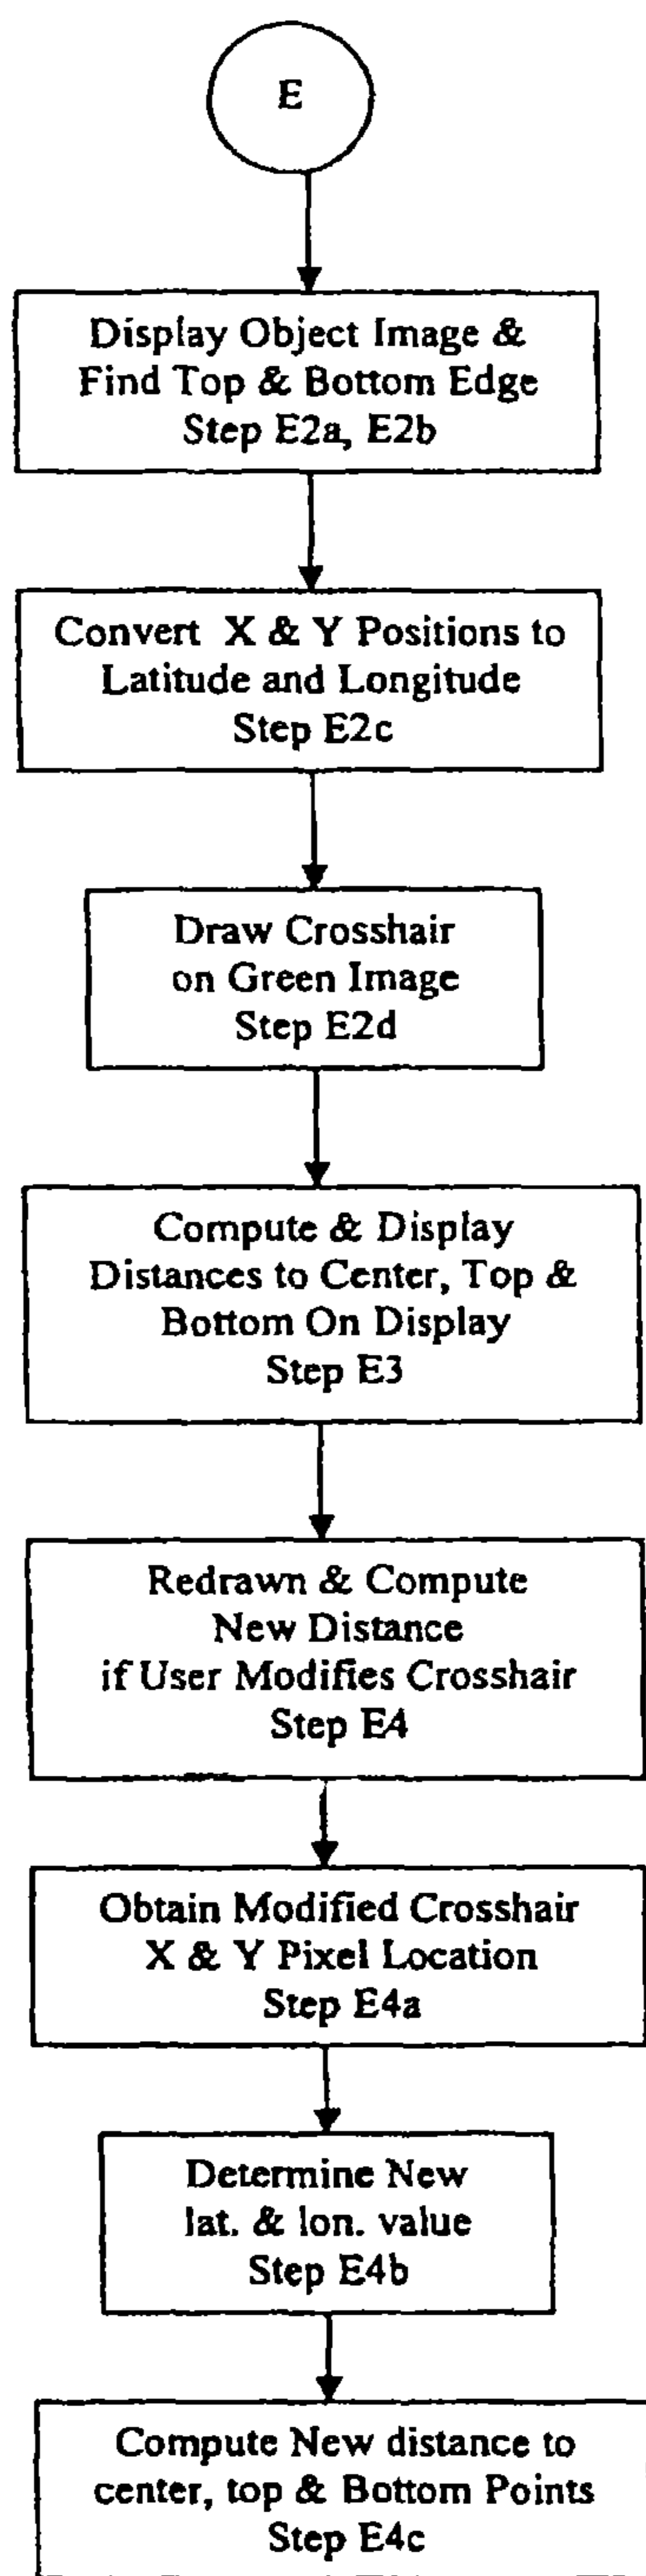 E
Display Object Image &
Find Top & Bottom Edge
Step E2a, E2b
Convert X & Y Positions to
Latitude and Longitude
Step E2c
Draw Crosshair
on Green Image
Step E2d
Compute & Display
Distances to Center, Top &
Bottom On Display
Step E3
Redrawn & Compute
New Distance
if User Modifies Crosshair
Step E4
Obtain Modified Crosshair
X & Y Pixel Location
Step E4a
Determine New
lat. & lon. value
Step E4b
Compute New distance to
center, top & Bottom Points
Step E4c